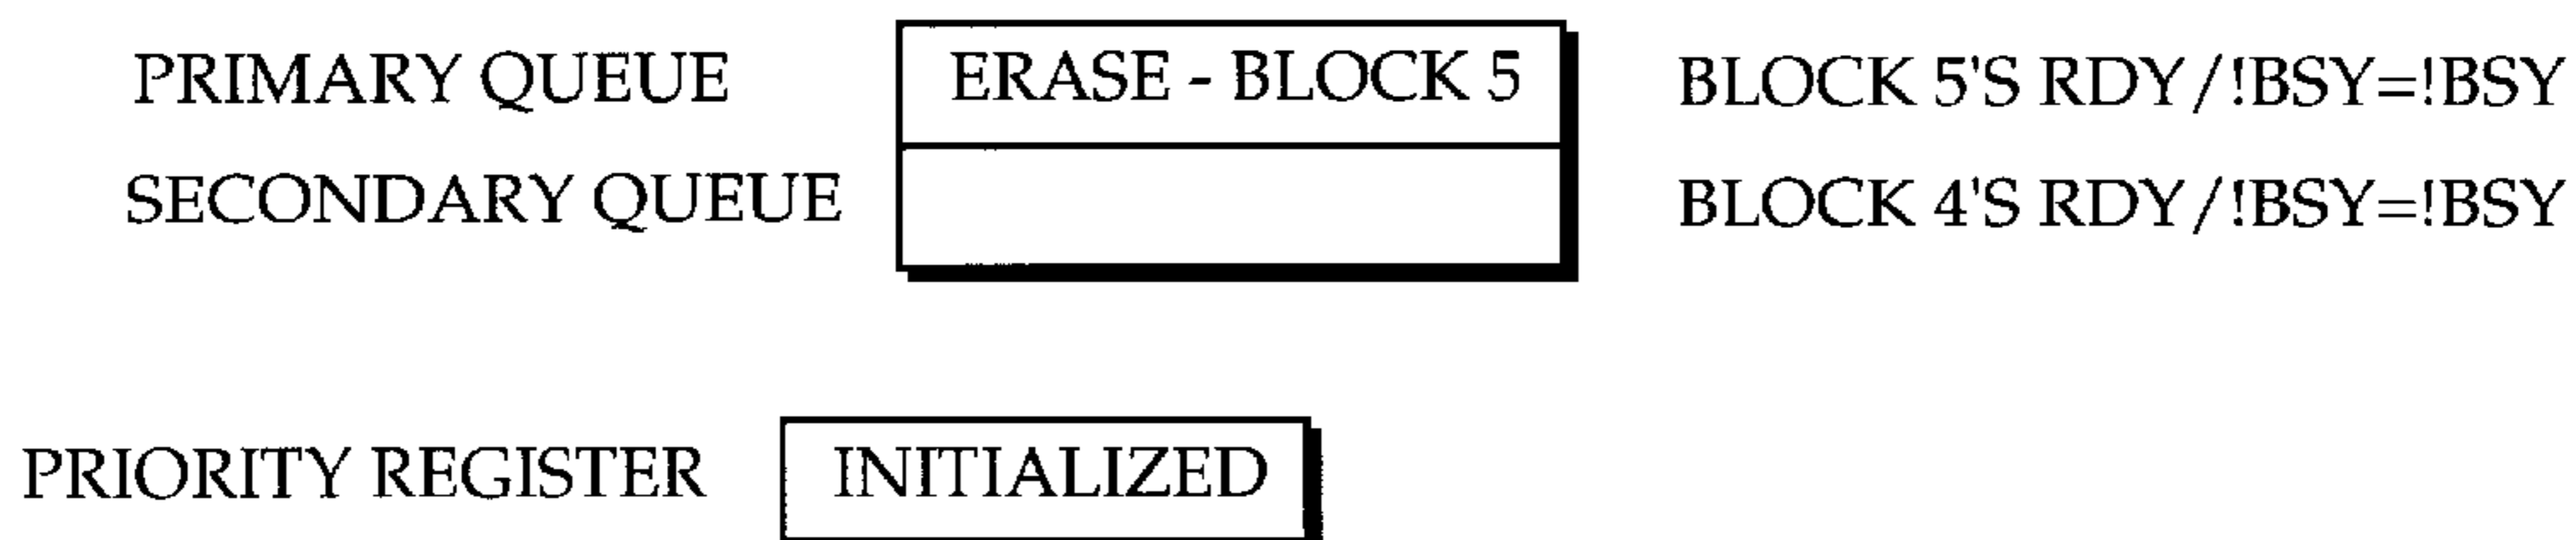 PRIMARY QUEUE ERASE - BLOCK 5 BLOCK 5'S RDY/!BSY=!BSY
SECONDARY QUEUE BLOCK 4'S RDY/!BSY=!BSY
PRIORITY REGISTER INITIALIZED